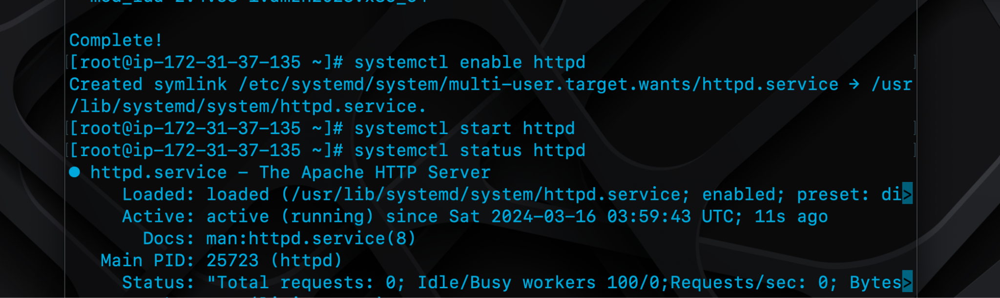 Complete!
[[root@ip-172-31-37-135 ~]# systemctl enable httpd ]
Created symlink /etc/systemd/system/multi-user.target.wants/httpd.service → /usr
/lib/systemd/system/httpd.service.
[[root@ip-172-31-37-135 ~]# systemctl start httpd ]
[[root@ip-172-31-37-135 ~]# systemctl status httpd ]
● httpd.service - The Apache HTTP Server
Loaded: loaded (/usr/lib/systemd/system/httpd.service; enabled; preset: di>
Active: active (running) since Sat 2024-03-16 03:59:43 UTC; 11s ago
Docs: man:httpd.service(8)
Main PID: 25723 (httpd)
Status: "Total requests: 0; Idle/Busy workers 100/0;Requests/sec: 0; Bytes>